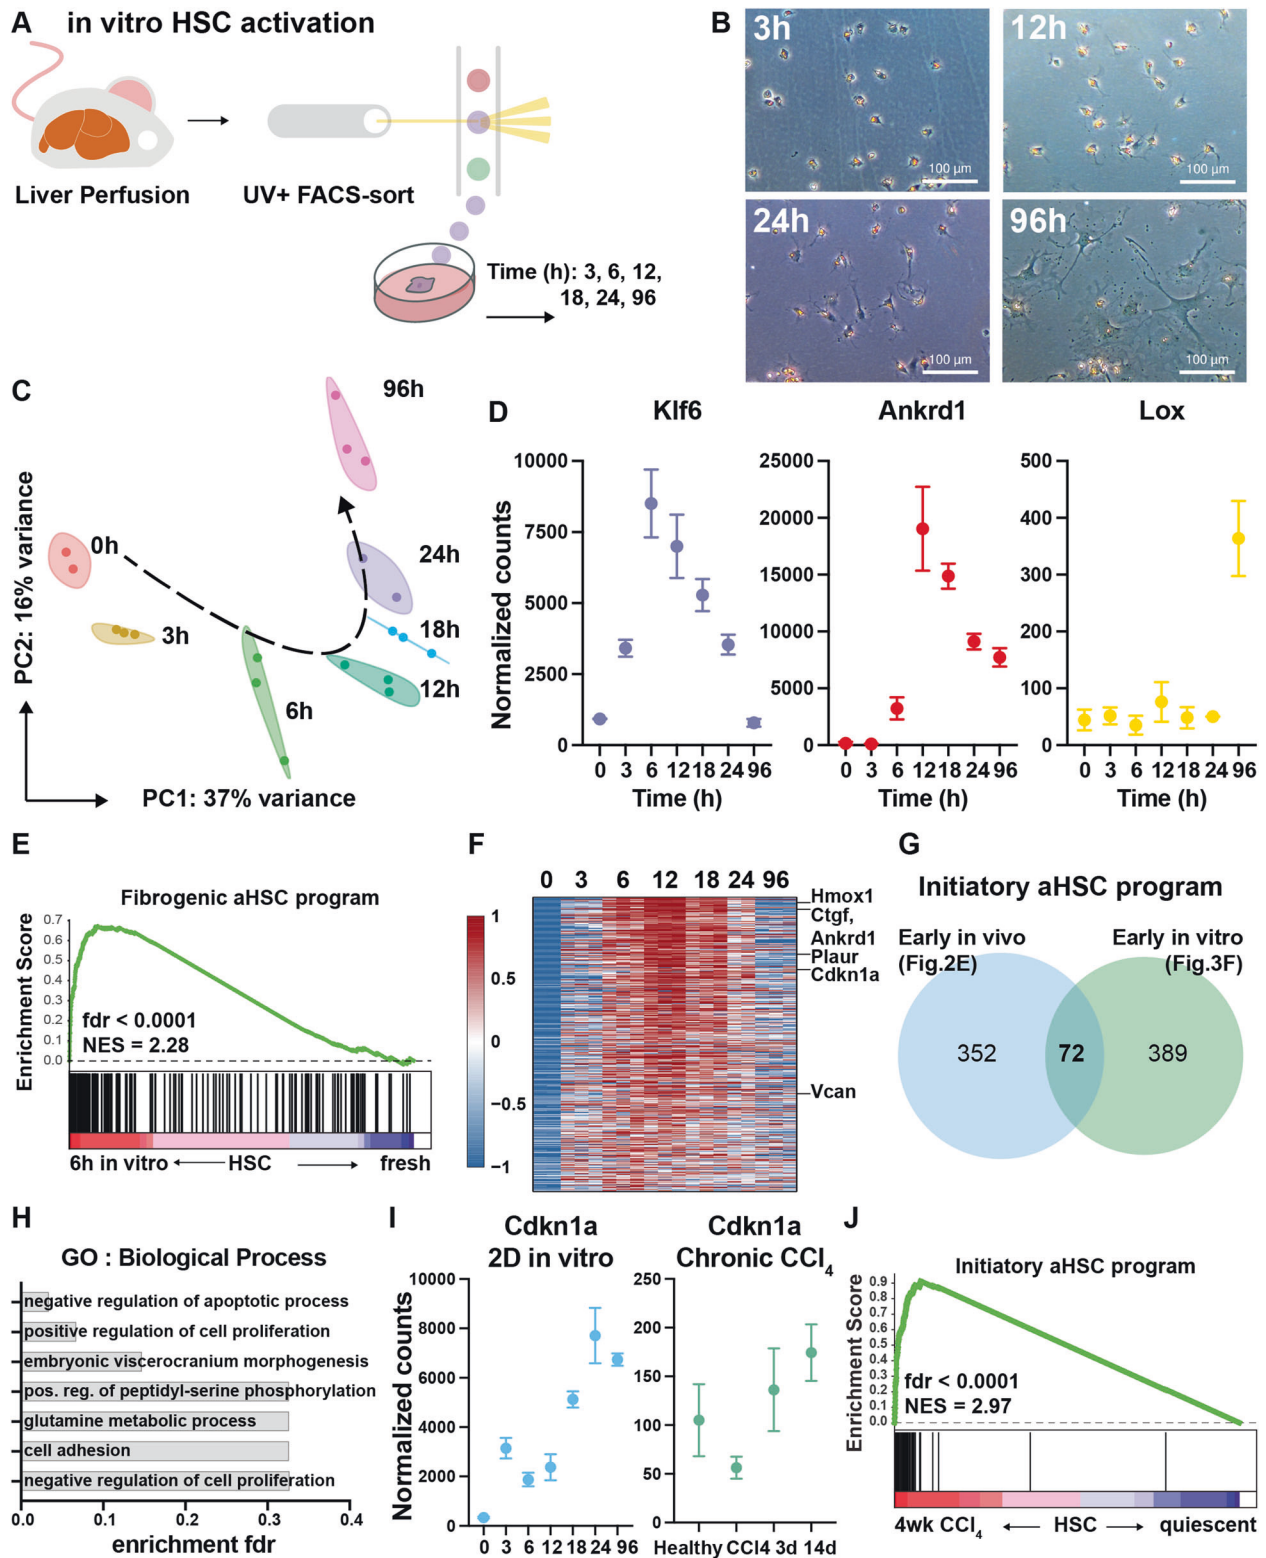 A in vitro HSC activation
Liver Perfusion
UV+ FACS-sort
Time (h): 3, 6, 12,
18, 24, 96
B
3h
100 µm
12h
100 µm
24h
100 µm
96h
100 µm
C
96h
0h
24h
3h
18h
12h
6h
PC2: 16% variance
PC1: 37% variance
D
Klf6
Normalized counts
10000
7500
5000
2500
0
0 3 6 12 18 24 96
Time (h)
Ankrd1
25000
20000
15000
10000
5000
0
0 3 6 12 18 24 96
Time (h)
Lox
500
400
300
200
100
0
0 3 6 12 18 24 96
Time (h)
E
Fibrogenic aHSC program
Enrichment Score
0.7
0.6
0.5
0.4
0.3
0.2
0.1
0.0
fdr < 0.0001
NES = 2.28
6h in vitro HSC fresh
F
1
0.5
0
−0.5
−1
0 3 6 12 18 24 96
Hmox1
Ctgf,
Ankrd1
Plaur
Cdkn1a
Vcan
G
Initiatory aHSC program
Early in vivo
(Fig.2E)
Early in vitro
(Fig.3F)
352
72
389
H
GO : Biological Process
negative regulation of apoptotic process
positive regulation of cell proliferation
embryonic viscerocranium morphogenesis
pos. reg. of peptidyl-serine phosphorylation
glutamine metabolic process
cell adhesion
negative regulation of cell proliferation
0.0 0.1 0.2 0.3 0.4
enrichment fdr
I
Cdkn1a
2D in vitro
Normalized counts
10000
8000
6000
4000
2000
0
0 3 6 12 18 24 96
Cdkn1a
Chronic CCl4
250
200
150
100
50
0
Healthy CCl4 3d 14d
J
Initiatory aHSC program
Enrichment Score
0.9
0.8
0.7
0.6
0.5
0.4
0.3
0.2
0.1
0.0
fdr < 0.0001
NES = 2.97
4wk CCl4 HSC quiescent